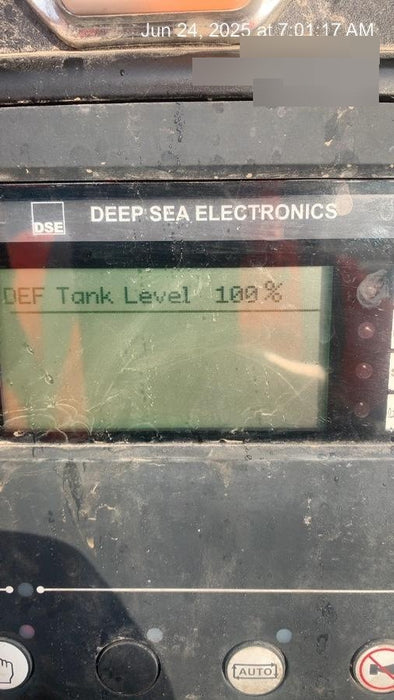 Jun 24, 2025 at 7:01:17 AM
DSE
DEEP SEA ELECTRONICS
DEF Tank Level 100%
AUTO